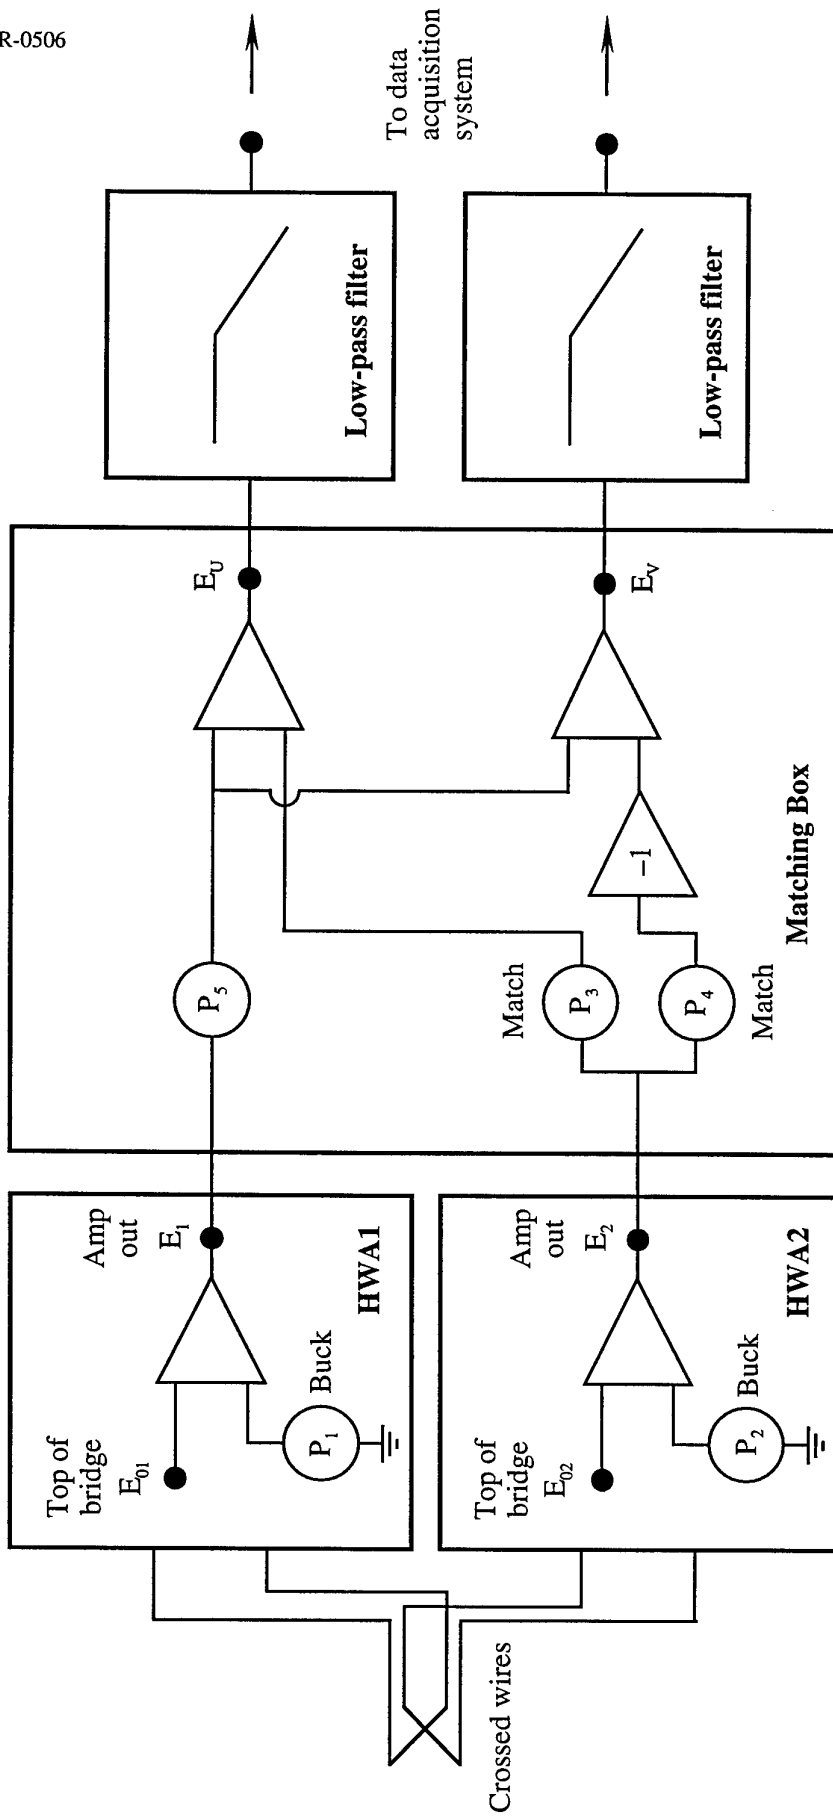 R-0506
To data
acquisition
system
Low-pass filter
Low-pass filter
E_U
E_V
P_5
Match
P_3
P_4
Match
-1
Matching Box
Amp
out
E_1
HWA1
Top of
bridge
E_01
P_1
Buck
Amp
out
E_2
HWA2
Top of
bridge
E_02
P_2
Buck
Crossed wires